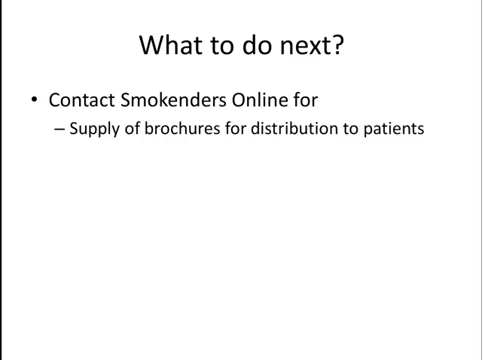 What to do next?
• Contact Smokenders Online for
– Supply of brochures for distribution to patients